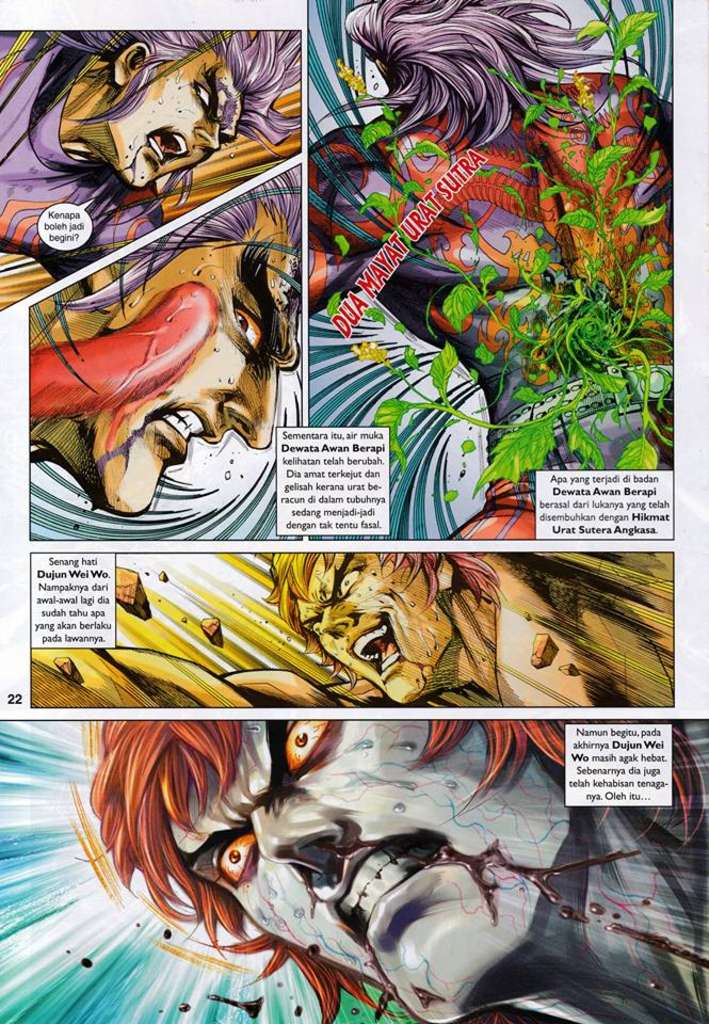 Kenapa
boleh jadi
begini?
DUA MAYAT URAT SUTRA
Sementara itu, air muka
Dewata Awan Berapi
kelihatan telah berubah.
Dia amat terkejut dan
gelisah kerana urat be-
racun di dalam tubuhnya
sedang menjadi-jadi
dengan tak tentu fasal.
Apa yang terjadi di badan
Dewata Awan Berapi
berasal dari lukanya yang telah
disembuhkan dengan Hikmat
Urat Sutera Angkasa.
Senang hati
Dujun Wei Wo.
Nampaknya dari
awal-awal lagi dia
sudah tahu apa
yang akan berlaku
pada lawannya.
22
Namun begitu, pada
akhirnya Dujun Wei
Wo masih agak hebat.
Sebenarnya dia juga
telah kehabisan tenaga-
nya. Oleh itu...